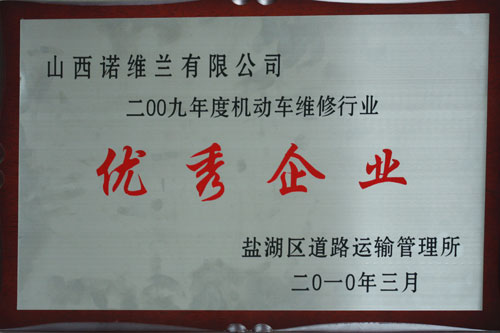 山西诺维兰有限公司
二00九年度机动车维修行业
优秀企业
盐湖区道路运输管理所
二0一0年三月